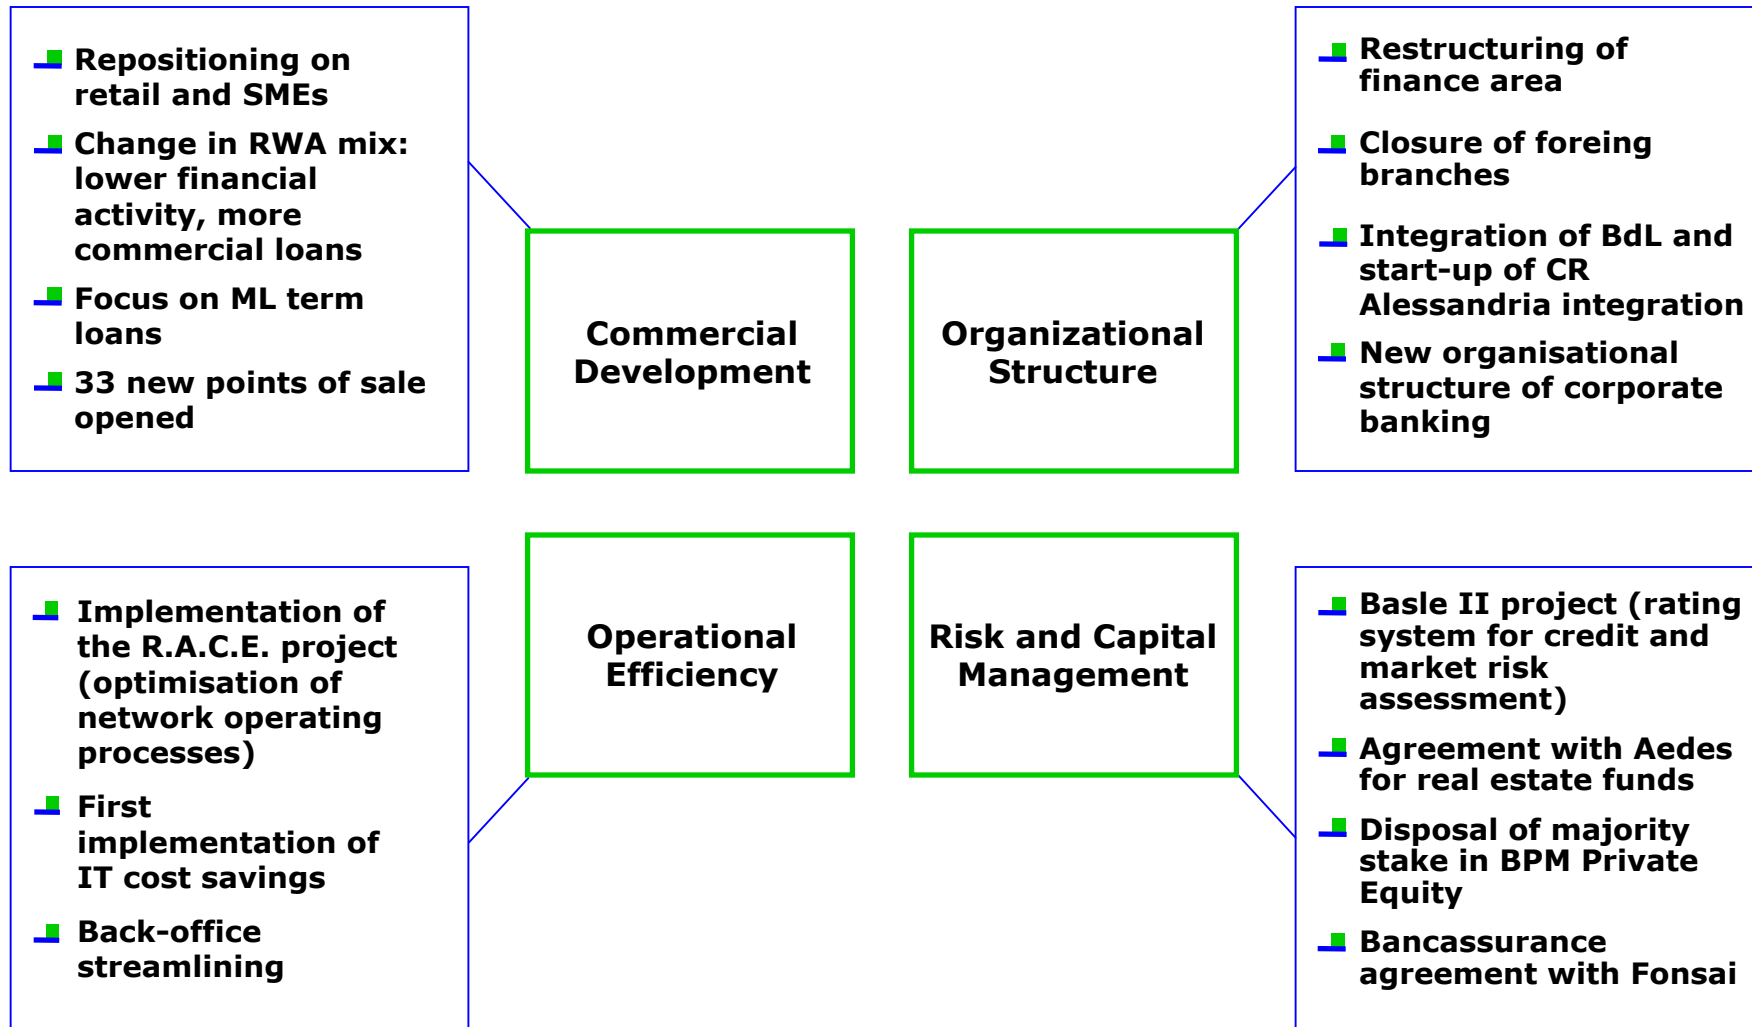 Repositioning on
retail and SMEs
Change in RWA mix:
lower financial
activity, more
commercial loans
Focus on ML term
loans
33 new points of sale
opened
Commercial
Development
Organizational
Structure
Restructuring of
finance area
Closure of foreing
branches
Integration of BdL and
start-up of CR
Alessandria integration
New organisational
structure of corporate
banking
Implementation of
the R.A.C.E. project
(optimisation of
network operating
processes)
First
implementation of
IT cost savings
Back-office
streamlining
Operational
Efficiency
Risk and Capital
Management
Basle II project (rating
system for credit and
market risk
assessment)
Agreement with Aedes
for real estate funds
Disposal of majority
stake in BPM Private
Equity
Bancassurance
agreement with Fonsai